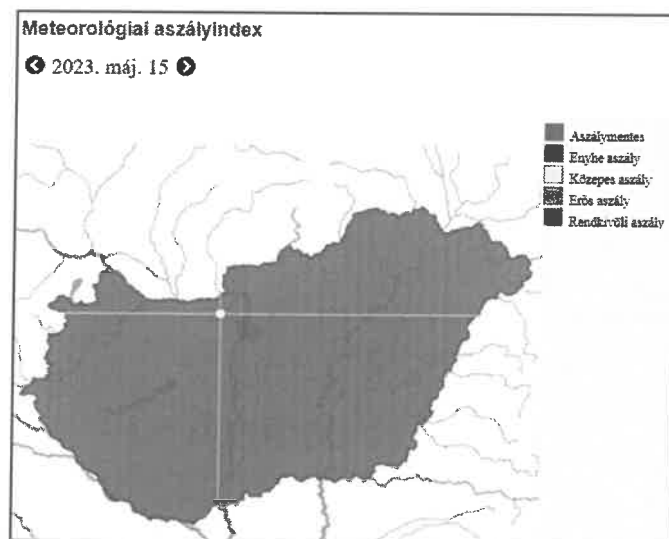 Meteorológiai aszályindex
2023. máj. 15
Aszálymentes
Enyhe aszály
Közepes aszály
Erős aszály
Rendkívüli aszály